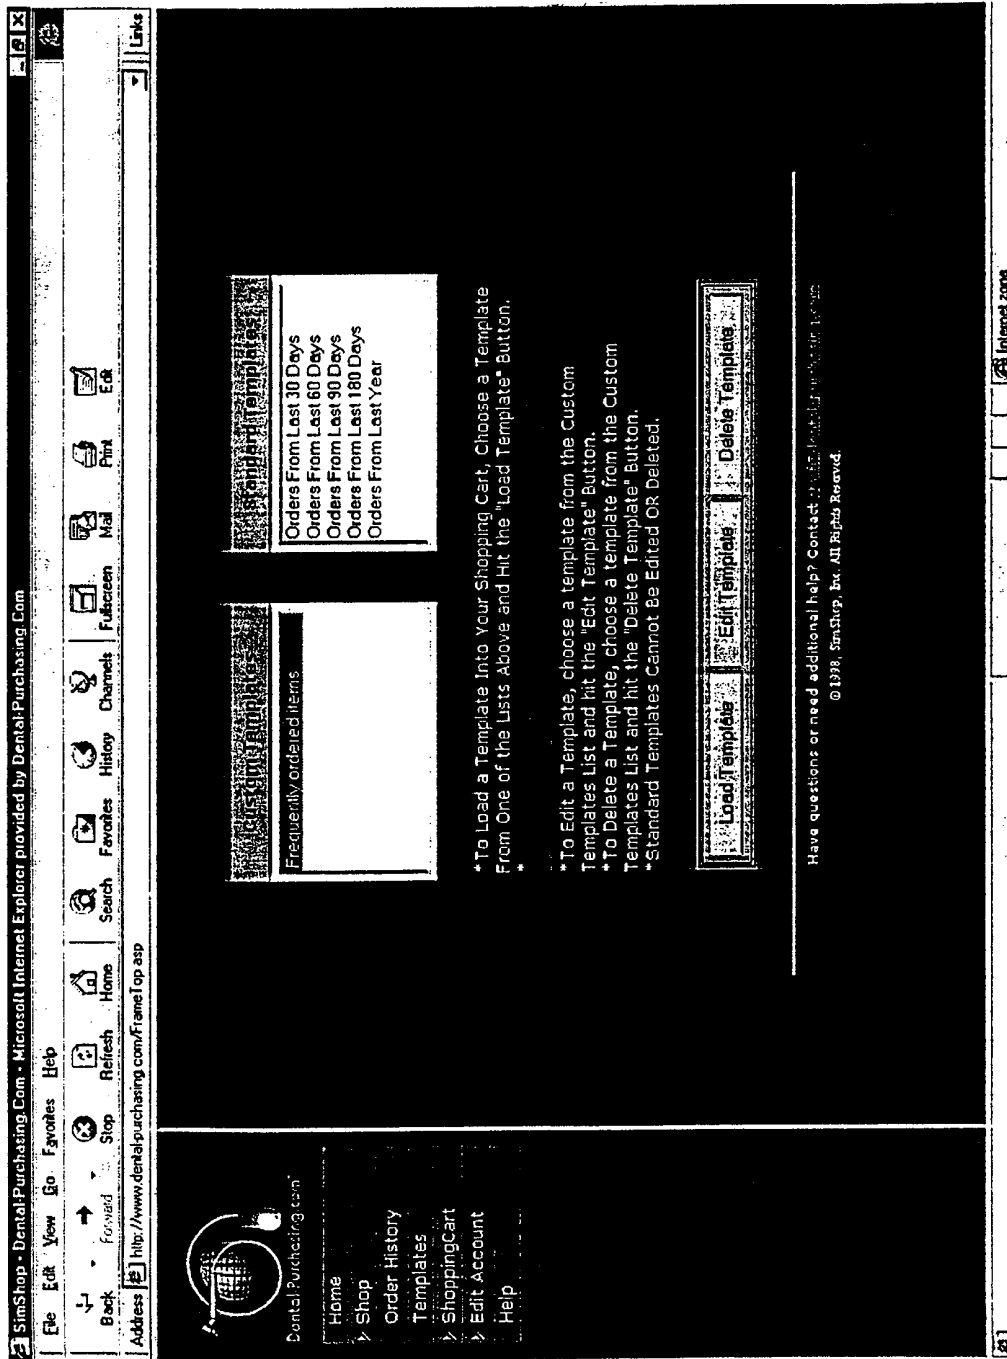 SimShop - Dental-Purchasing.Com - Microsoft Internet Explorer provided by Dental-Purchasing.Com
File Edit View Go Favorites Help
Back Forward Stop Refresh Home Search Favorites History Channels Fullscreen Mail Print Edit
Address http://www.dental-purchasing.com/FrameTop.asp Links
Dental-Purchasing.com
Home
Shop
Order History
Templates
ShoppingCart
Edit Account
Help
Custom Templates
Frequently ordered items
Standard Templates
Orders From Last 30 Days
Orders From Last 60 Days
Orders From Last 90 Days
Orders From Last 180 Days
Orders From Last Year
*To Load a Template Into Your Shopping Cart, Choose a Template
From One of the Lists Above and Hit the "Load Template" Button.
*
*To Edit a Template, choose a template from the Custom
Templates List and hit the "Edit Template" Button.
*To Delete a Template, choose a template from the Custom
Templates List and hit the "Delete Template" Button.
*Standard Templates Cannot Be Edited OR Deleted.
Load Template Edit Template Delete Template
Have questions or need additional help? Contact
©1998, SimShop, Inc. All Rights Reserved.
Internet zone